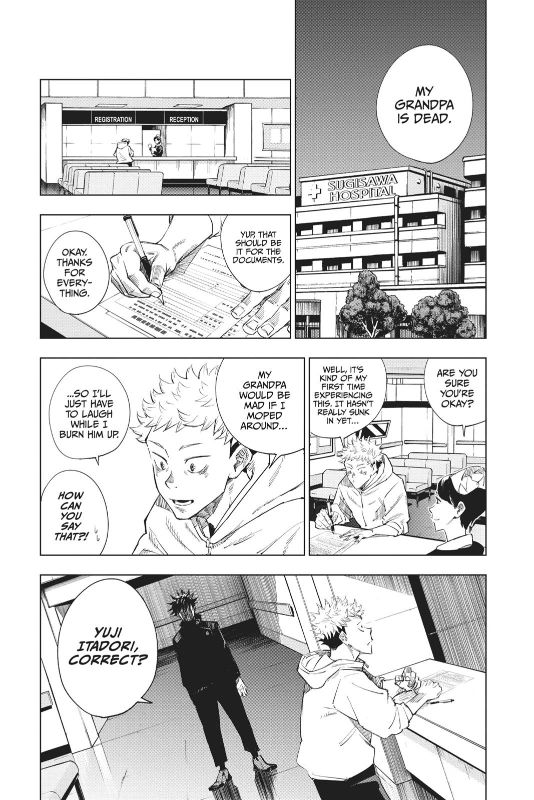 MY
GRANDPA
IS DEAD.
SUGISAWA
HOSPITAL
REGISTRATION
RECEPTION
YUP, THAT
SHOULD BE
IT FOR THE
DOCUMENTS.
OKAY.
THANKS
FOR
EVERY-
THING.
ARE YOU
SURE
YOU'RE
OKAY?
WELL, IT'S
KIND OF MY
FIRST TIME
EXPERIENCING
THIS. IT HASN'T
REALLY SUNK
IN YET...
MY
GRANDPA
WOULD BE
MAD IF I
MOPED
AROUND...
...SO I'LL
JUST HAVE
TO LAUGH
WHILE I
BURN HIM UP.
HOW
CAN
YOU
SAY
THAT?!
YUJI
ITADORI,
CORRECT?